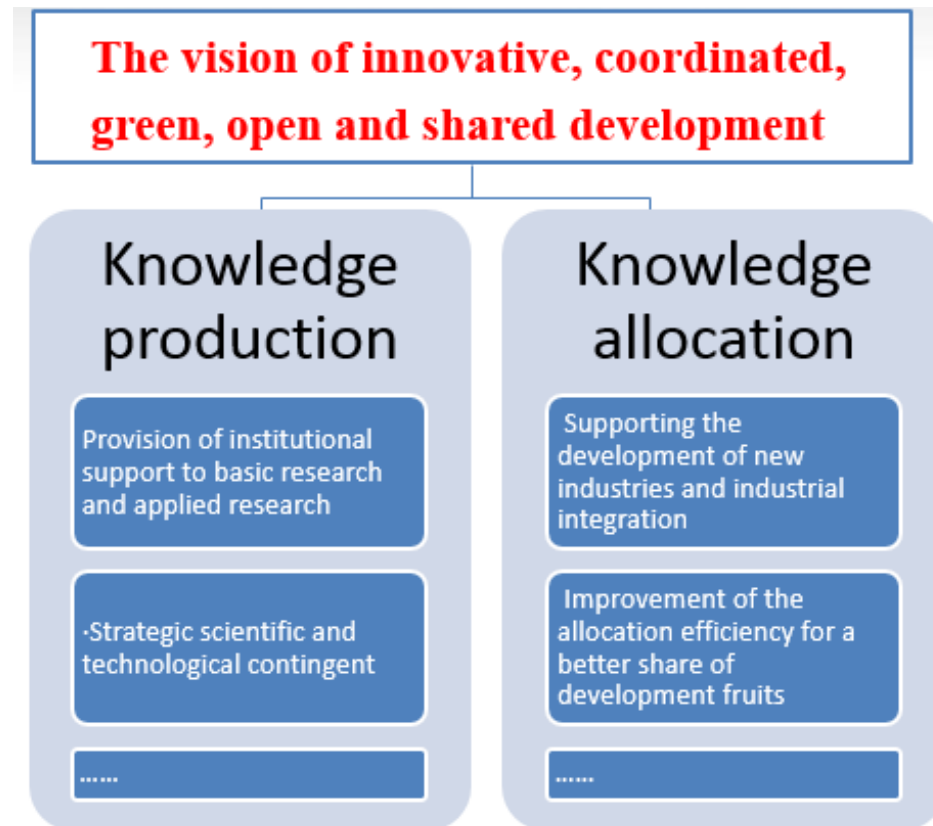 The vision of innovative, coordinated,
green, open and shared development
Knowledge
production
Provision of institutional
support to basic research
and applied research
·Strategic scientific and
technological contingent
......
Knowledge
allocation
Supporting the
development of new
industries and industrial
integration
Improvement of the
allocation efficiency for a
better share of
development fruits
......